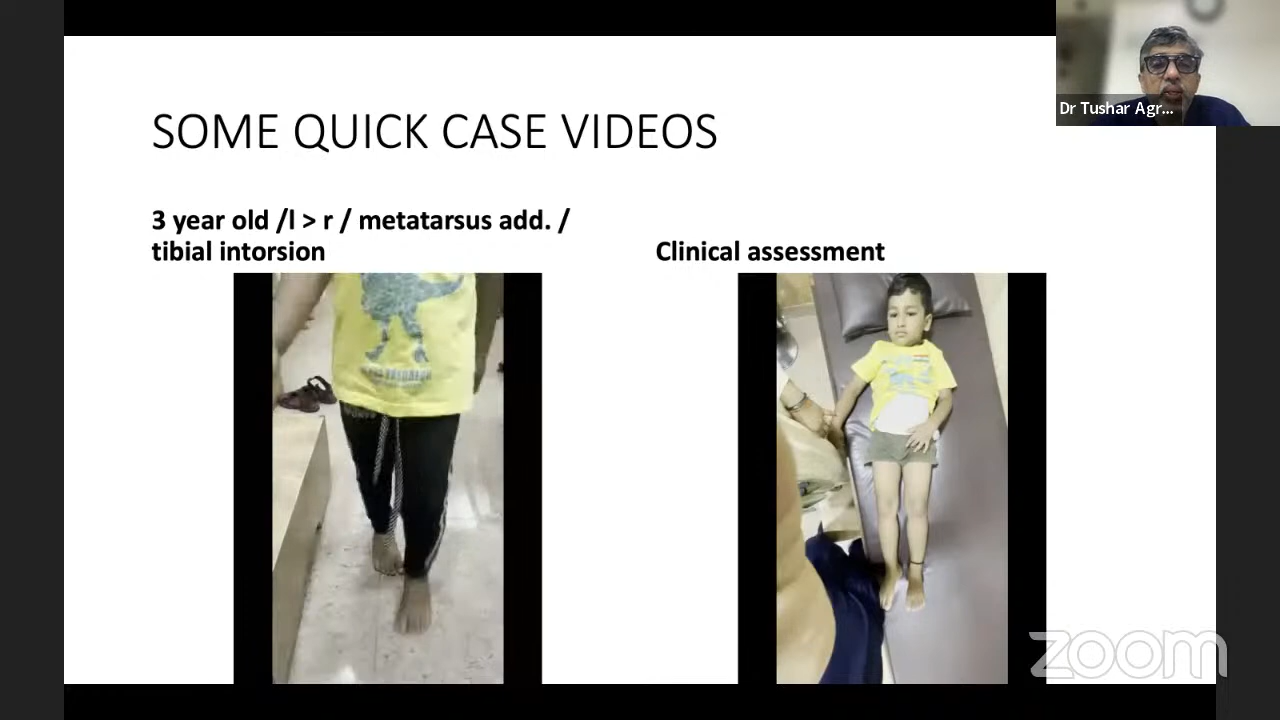 SOME QUICK CASE VIDEOS
Dr Tushar Agr...
3 year old /l > r / metatarsus add. /
tibial intorsion
Clinical assessment
zoom